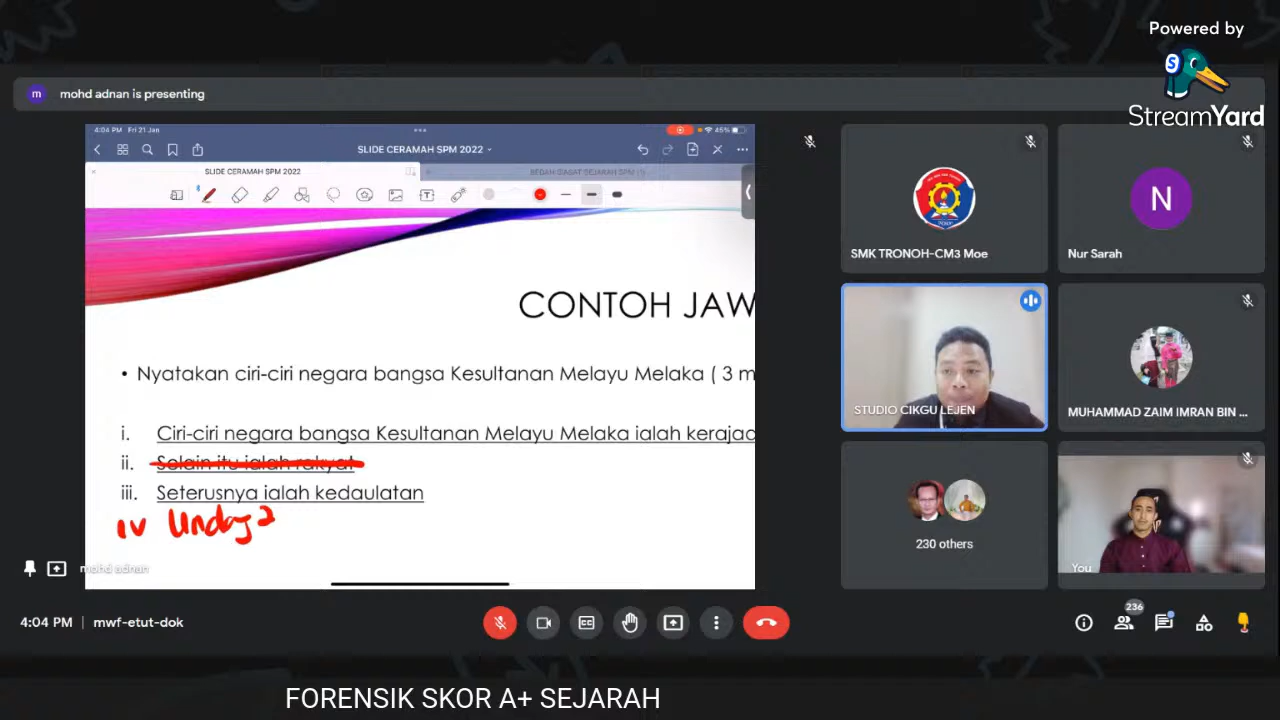 Powered by
StreamYard
m mohd adnan is presenting
4:04 PM Fri 21 Jan
45%
SLIDE CERAMAH SPM 2022
SLIDE CERAMAH SPM 2022
CONTOH JAW
• Nyatakan ciri-ciri negara bangsa Kesultanan Melayu Melaka ( 3 m
i. Ciri-ciri negara bangsa Kesultanan Melayu Melaka ialah kerajaa
ii. Selain itu ialah rakyat
iii. Seterusnya ialah kedaulatan
iv Undag2
mohd adnan
SMK TRONOH-CM3 Moe
N
Nur Sarah
STUDIO CIKGU LEJEN
MUHAMMAD ZAIM IMRAN BIN ...
230 others
You
4:04 PM | mwf-etut-dok
236
FORENSIK SKOR A+ SEJARAH